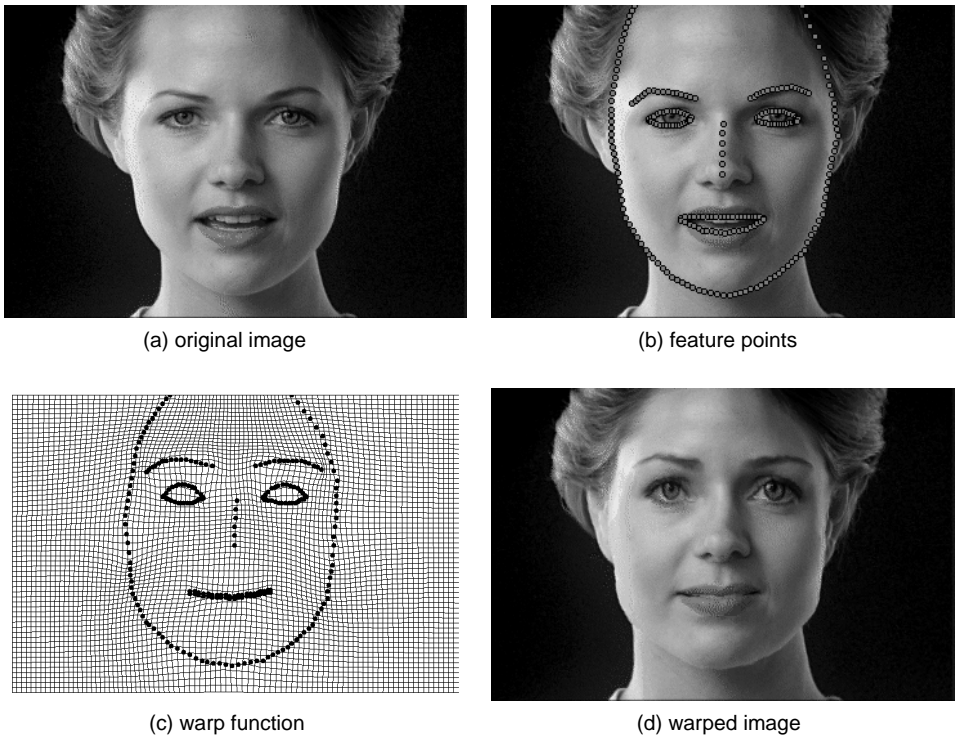 (a) original image
(b) feature points
(c) warp function
(d) warped image